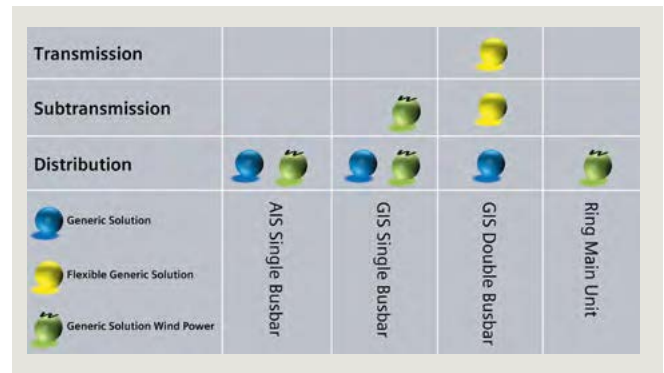 Transmission
Subtransmission
Distribution
Generic Solution
Flexible Generic Solution
Generic Solution Wind Power
AIS Single Busbar
GIS Single Busbar
GIS Double Busbar
Ring Main Unit